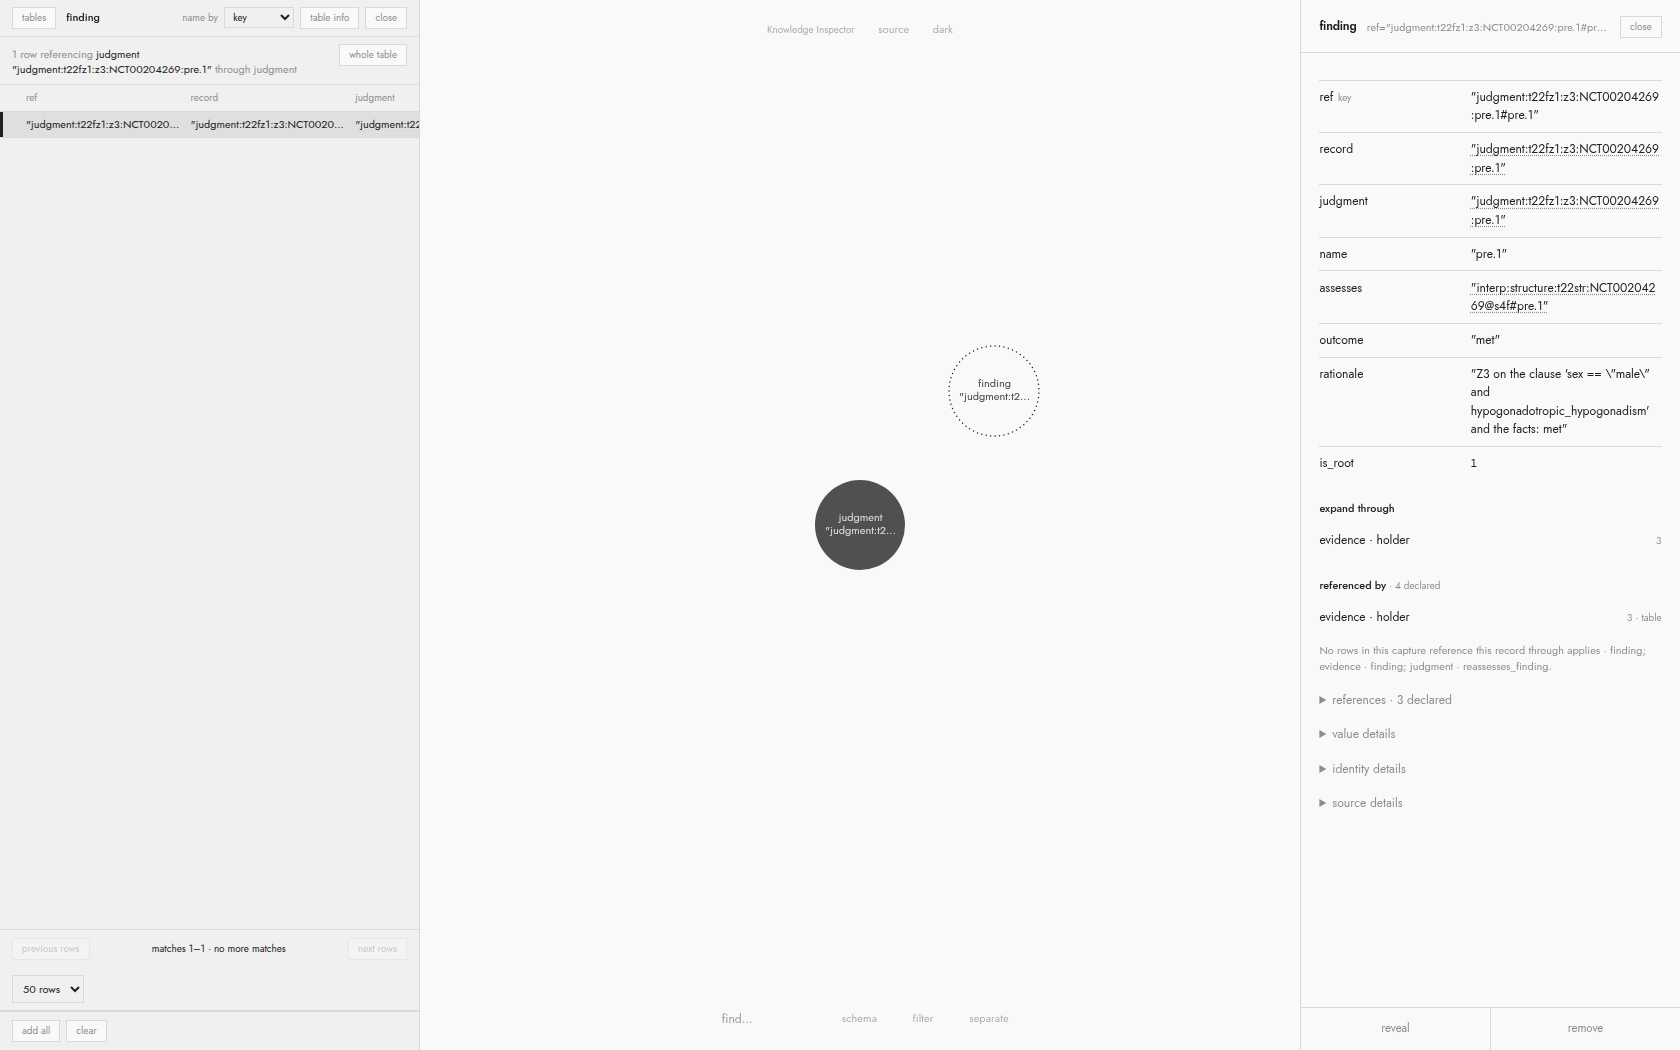 tables finding name by key table info close
1 row referencing judgment
"judgment:t22fz1:z3:NCT00204269:pre.1" through judgment
whole table
ref record judgment
"judgment:t22fz1:z3:NCT0020... "judgment:t22fz1:z3:NCT0020... "judgment:t22
previous rows matches 1–1 · no more matches next rows
50 rows
add all clear
Knowledge Inspector source dark
finding
"judgment:t2...
judgment
"judgment:t2...
find... schema filter separate
finding ref="judgment:t22fz1:z3:NCT00204269:pre.1#pr... close
ref key "judgment:t22fz1:z3:NCT00204269
:pre.1#pre.1"
record "judgment:t22fz1:z3:NCT00204269
:pre.1"
judgment "judgment:t22fz1:z3:NCT00204269
:pre.1"
name "pre.1"
assesses "interp:structure:t22str:NCT002042
69@s4f#pre.1"
outcome "met"
rationale "Z3 on the clause 'sex == \"male\"
and
hypogonadotropic_hypogonadism'
and the facts: met"
is_root 1
expand through
evidence · holder 3
referenced by · 4 declared
evidence · holder 3 · table
No rows in this capture reference this record through applies · finding;
evidence · finding; judgment · reassesses_finding.
▶ references · 3 declared
▶ value details
▶ identity details
▶ source details
reveal remove